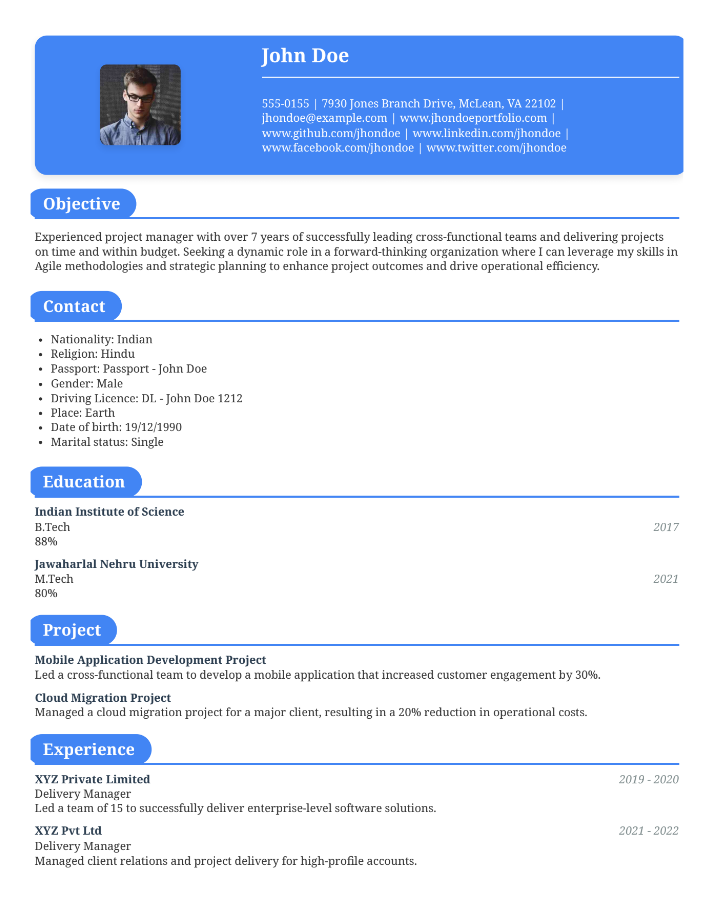 John Doe
555-0155 | 7930 Jones Branch Drive, McLean, VA 22102 |
jhondoe@example.com | www.jhondoeportfolio.com |
www.github.com/jhondoe | www.linkedin.com/jhondoe |
www.facebook.com/jhondoe | www.twitter.com/jhondoe
Objective
Experienced project manager with over 7 years of successfully leading cross-functional teams and delivering projects
on time and within budget. Seeking a dynamic role in a forward-thinking organization where I can leverage my skills in
Agile methodologies and strategic planning to enhance project outcomes and drive operational efficiency.
Contact
• Nationality: Indian
• Religion: Hindu
• Passport: Passport - John Doe
• Gender: Male
• Driving Licence: DL - John Doe 1212
• Place: Earth
• Date of birth: 19/12/1990
• Marital status: Single
Education
Indian Institute of Science
B.Tech 2017
88%
Jawaharlal Nehru University
M.Tech 2021
80%
Project
Mobile Application Development Project
Led a cross-functional team to develop a mobile application that increased customer engagement by 30%.
Cloud Migration Project
Managed a cloud migration project for a major client, resulting in a 20% reduction in operational costs.
Experience
XYZ Private Limited 2019 - 2020
Delivery Manager
Led a team of 15 to successfully deliver enterprise-level software solutions.
XYZ Pvt Ltd 2021 - 2022
Delivery Manager
Managed client relations and project delivery for high-profile accounts.